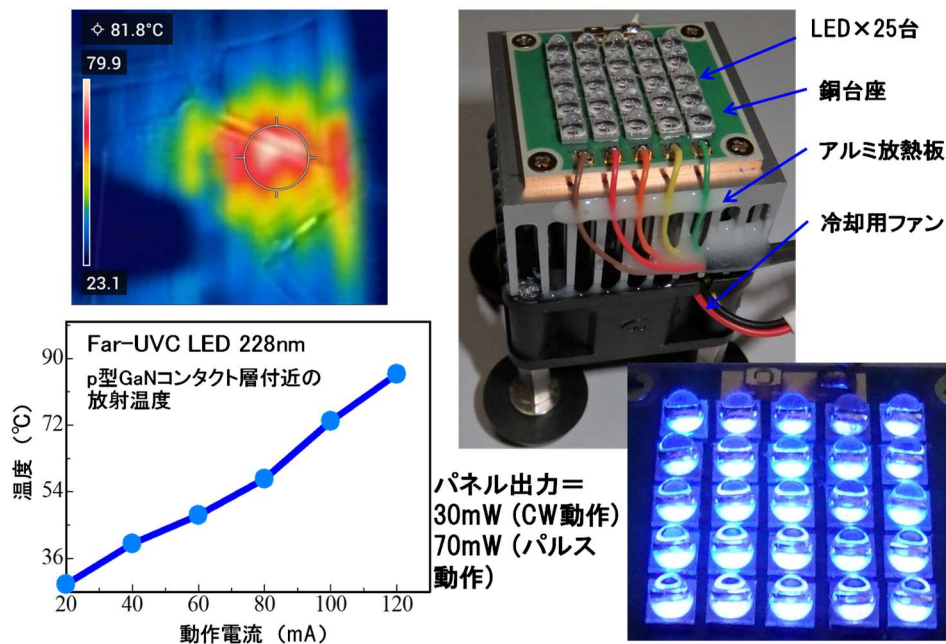 81.8°C
79.9
23.1
LED×25台
銅台座
アルミ放熱板
冷却用ファン
Far-UVC LED 228nm
p型GaNコンタクト層付近の
放射温度
温度 (℃)
90
72
54
36
20 40 60 80 100 120
動作電流 (mA)
パネル出力＝
30mW (CW動作)
70mW (パルス
動作)